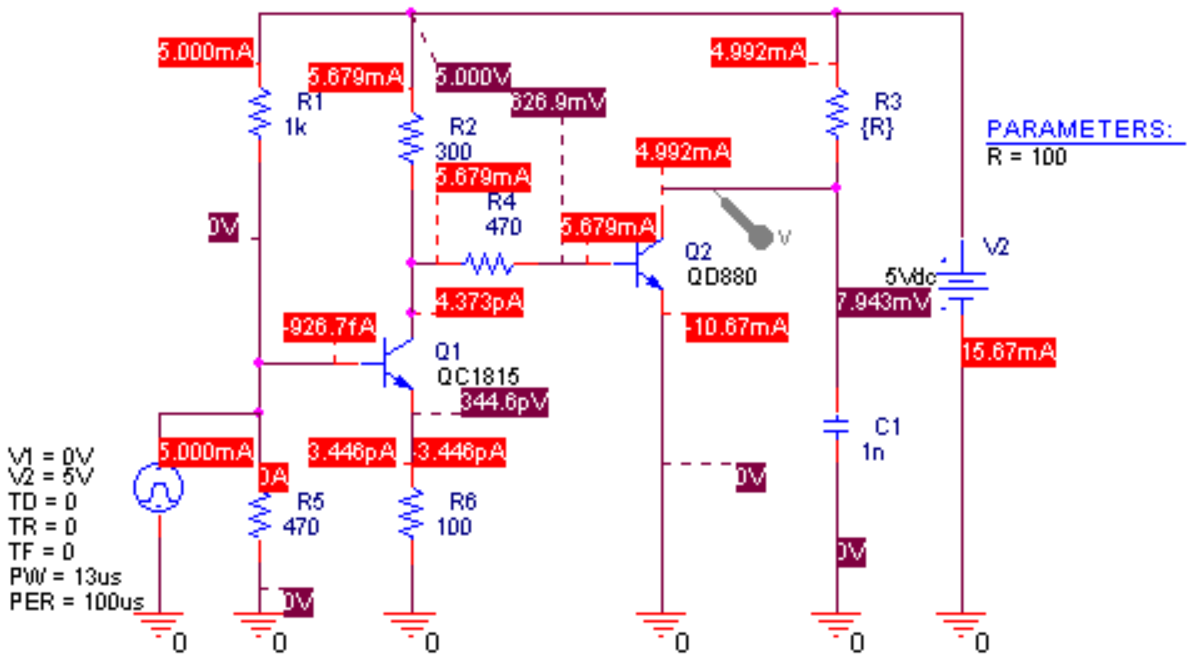 5.000mA
R1
1k
5.679mA
5.000V
626.9mV
R2
300
4.992mA
R3
{R}
PARAMETERS:
R = 100
4.992mA
5.679mA
R4
470
5.679mA
V
0V
Q2
QD880
V2
5Vdc
7.943mV
4.373pA
-926.7fA
-10.67mA
15.67mA
Q1
QC1815
344.6pV
C1
1n
5.000mA
0A
3.446pA
-3.446pA
0V
V1 = 0V
V2 = 5V
TD = 0
TR = 0
TF = 0
PW = 13us
PER = 100us
R5
470
R6
100
0V
0V
0
0
0
0
0
0